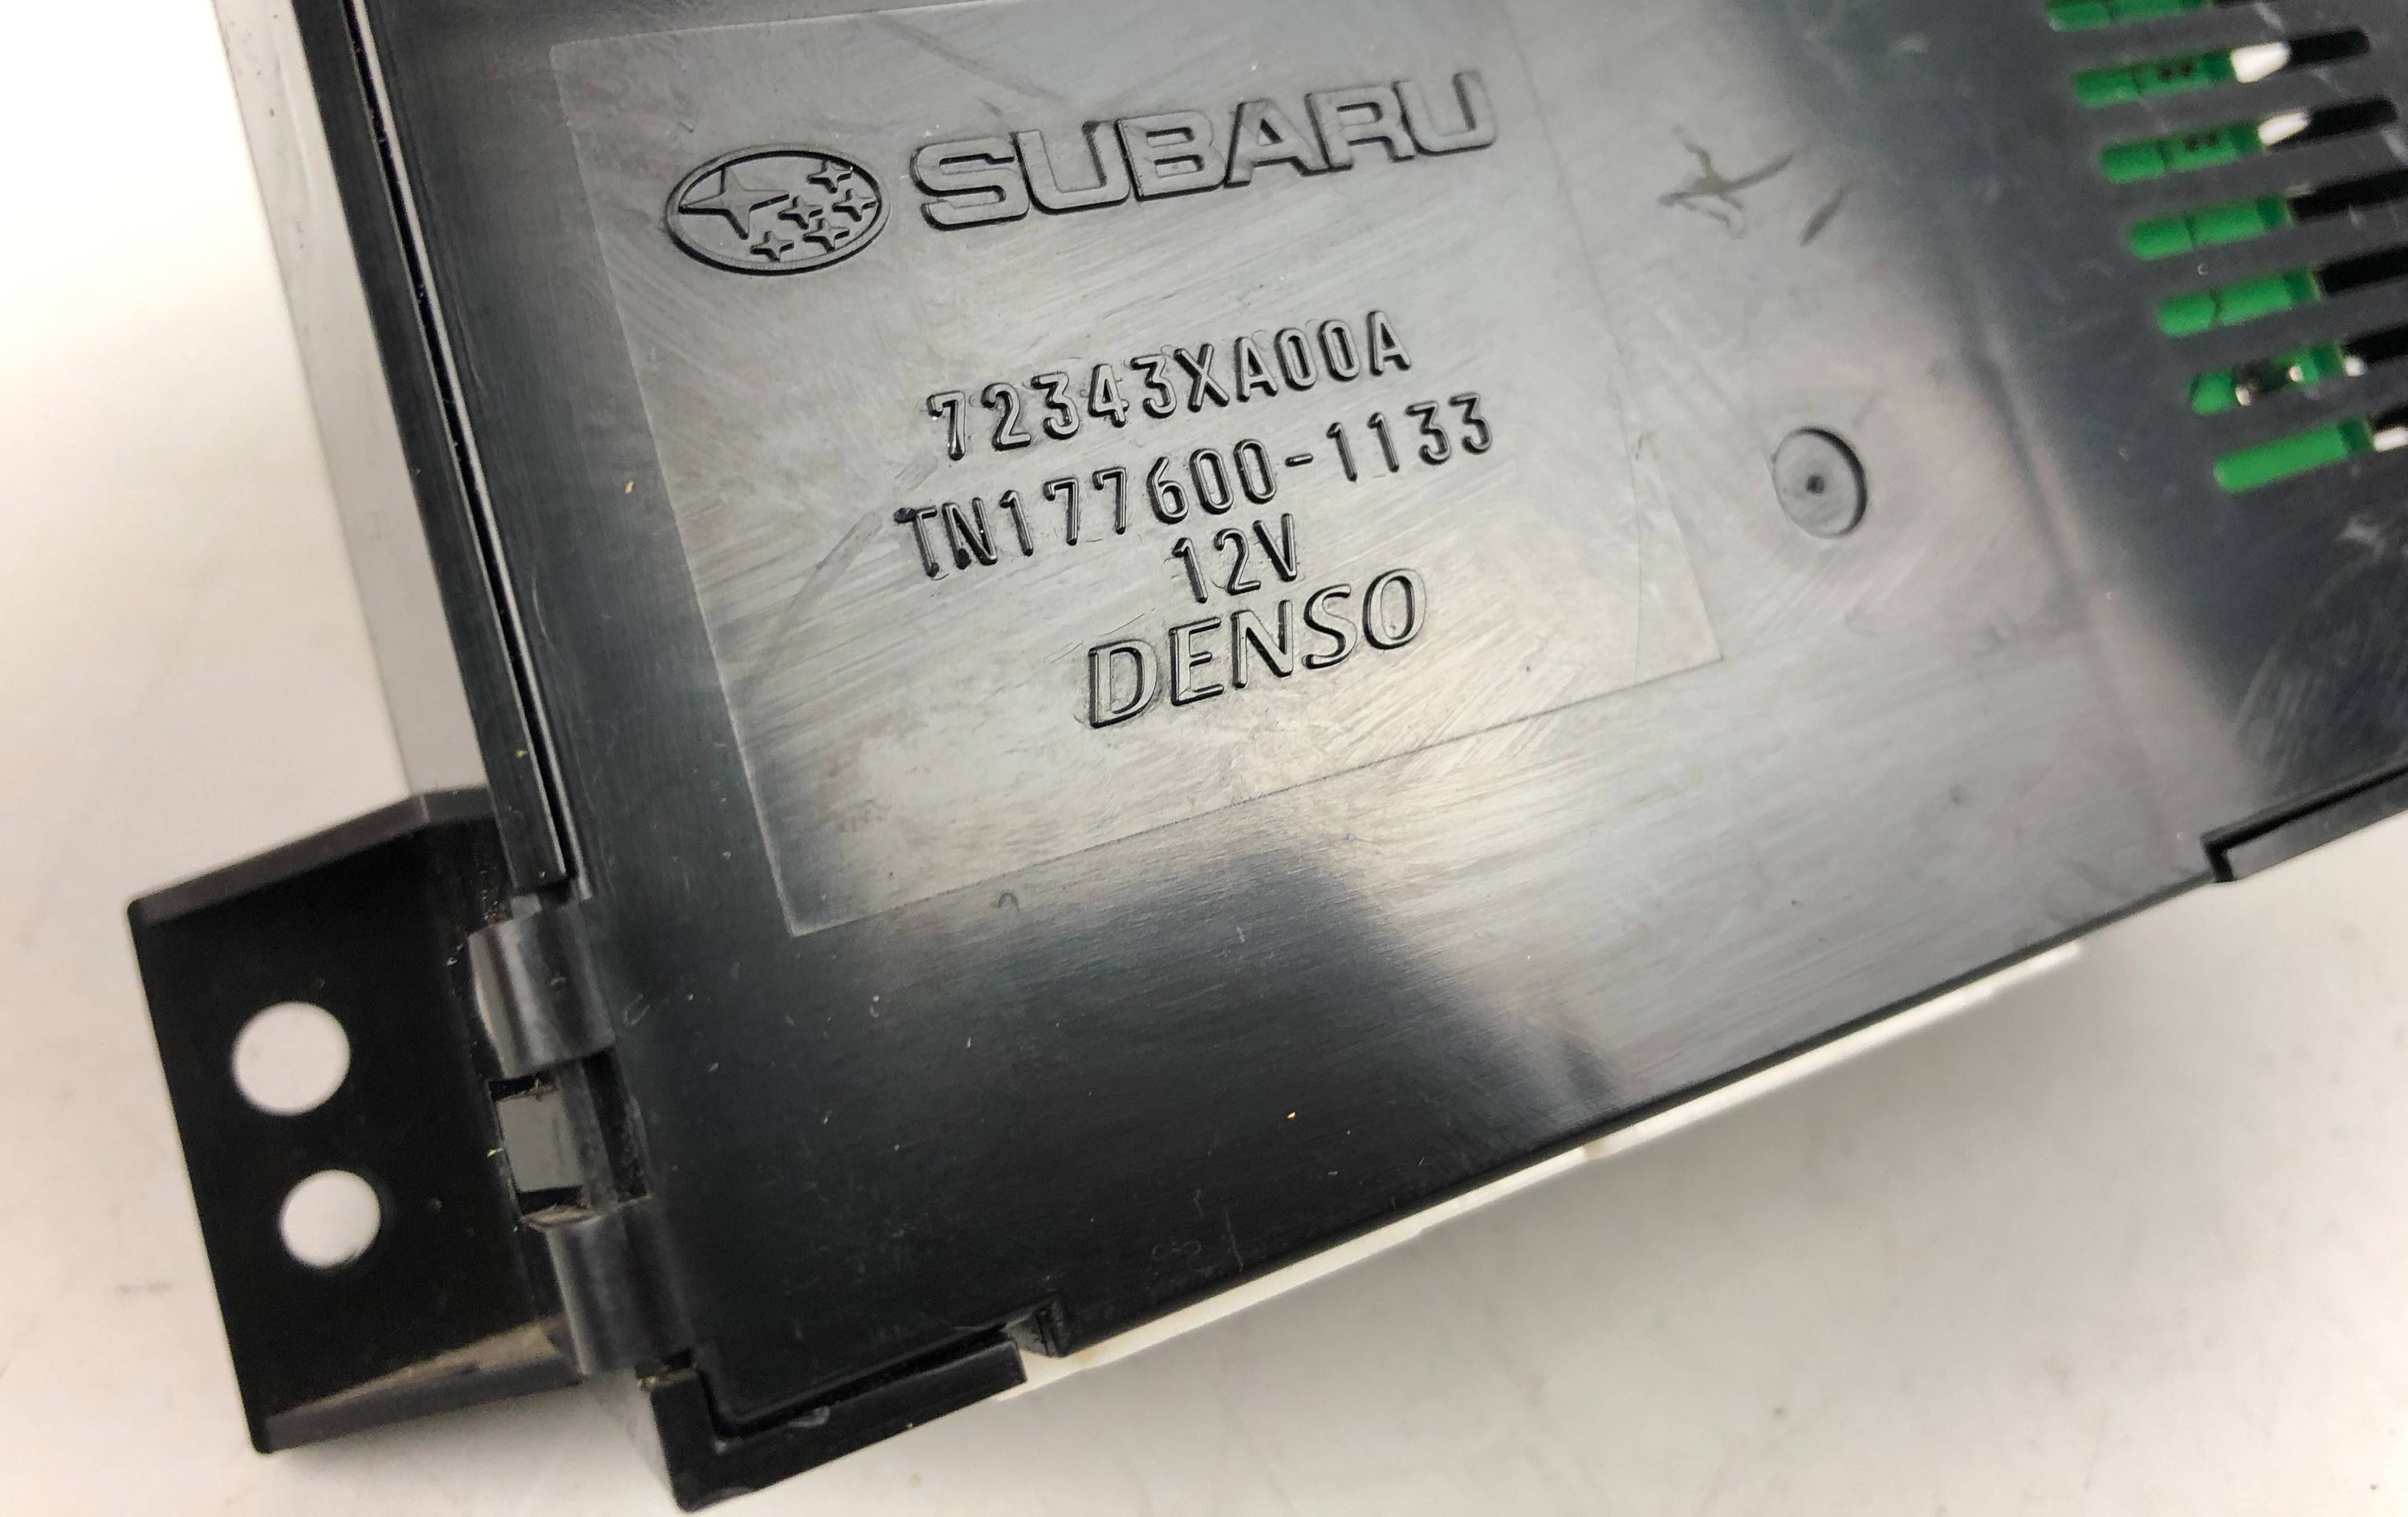 SUBARU
72343XA00A
TN177600-1133
12V
DENSO